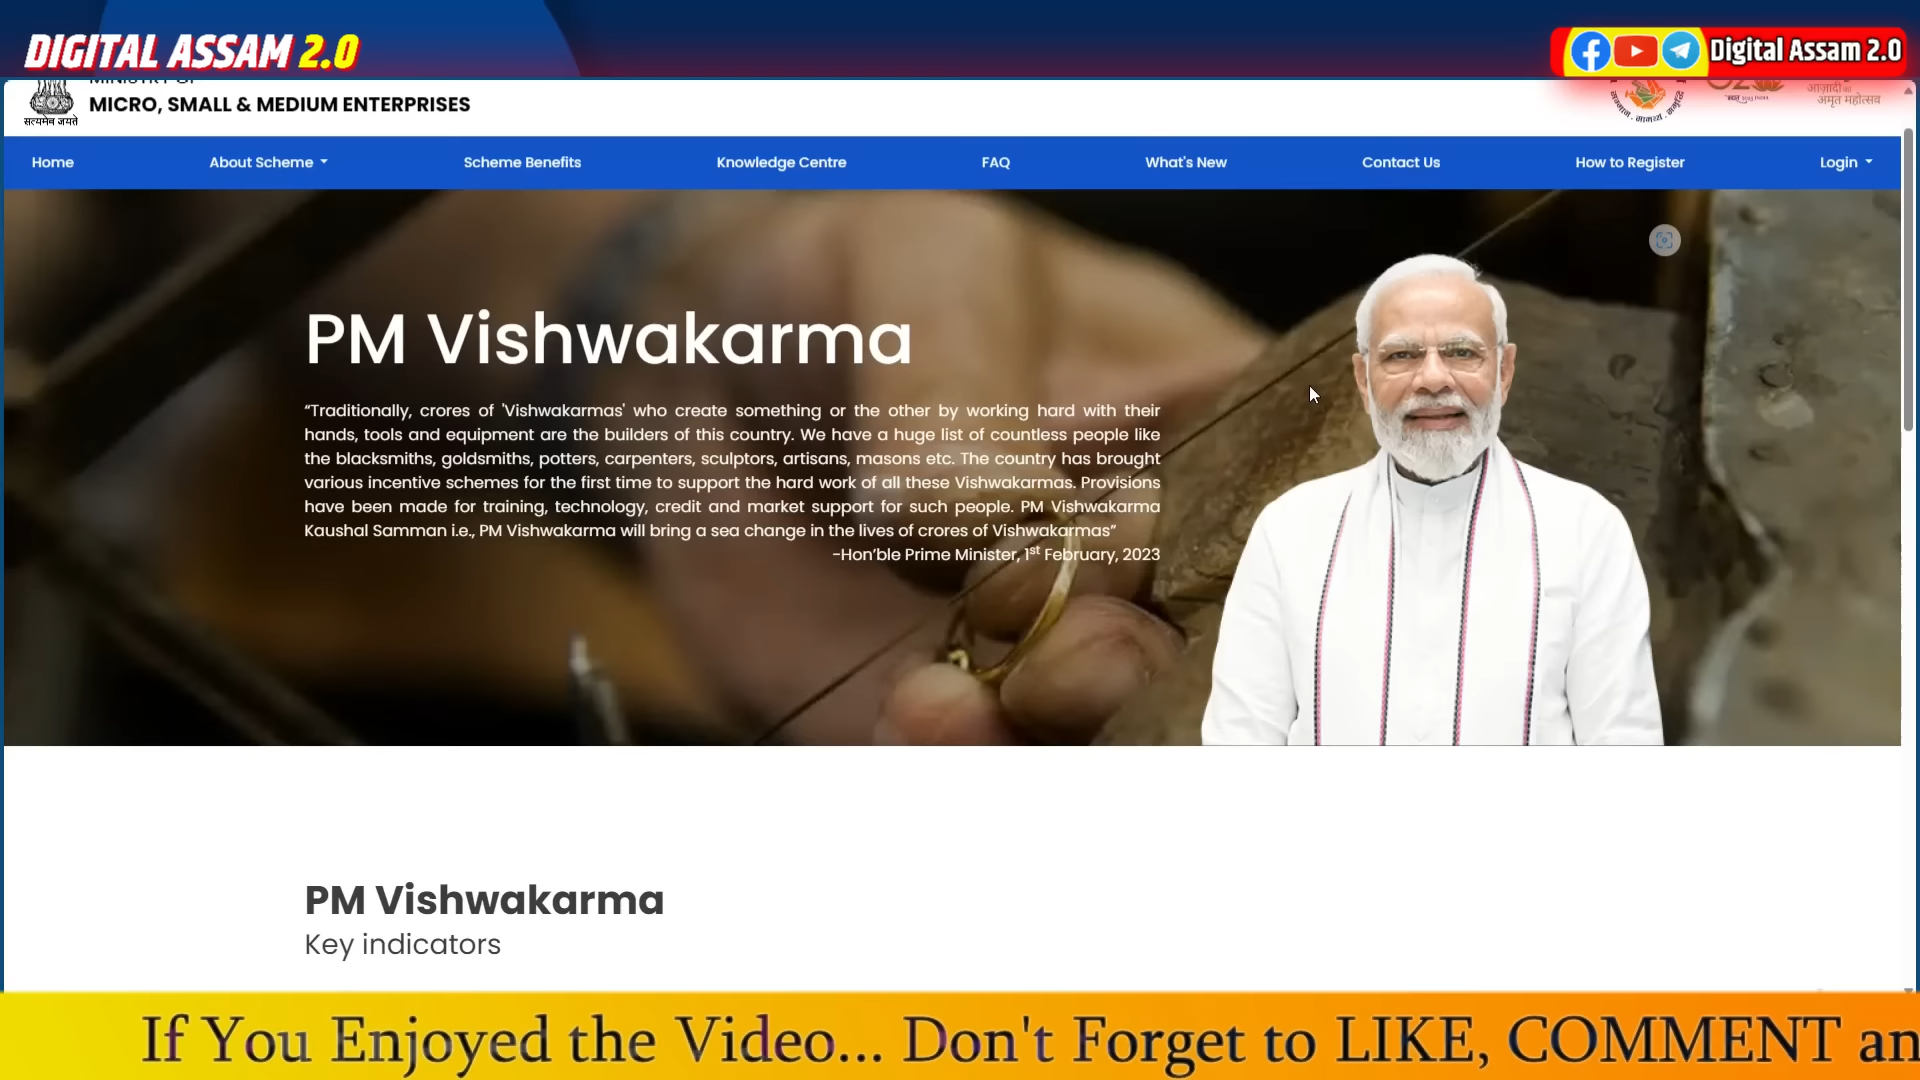 DIGITAL ASSAM 2.0
Digital Assam 2.0
MICRO, SMALL & MEDIUM ENTERPRISES
सत्यमेव जयते
अमृत महोत्सव
Home
About Scheme
Scheme Benefits
Knowledge Centre
FAQ
What's New
Contact Us
How to Register
Login
PM Vishwakarma
“Traditionally, crores of 'Vishwakarmas' who create something or the other by working hard with their
hands, tools and equipment are the builders of this country. We have a huge list of countless people like
the blacksmiths, goldsmiths, potters, carpenters, sculptors, artisans, masons etc. The country has brought
various incentive schemes for the first time to support the hard work of all these Vishwakarmas. Provisions
have been made for training, technology, credit and market support for such people. PM Vishwakarma
Kaushal Samman i.e., PM Vishwakarma will bring a sea change in the lives of crores of Vishwakarmas”
-Hon’ble Prime Minister, 1st February, 2023
PM Vishwakarma
Key indicators
If You Enjoyed the Video... Don't Forget to LIKE, COMMENT an